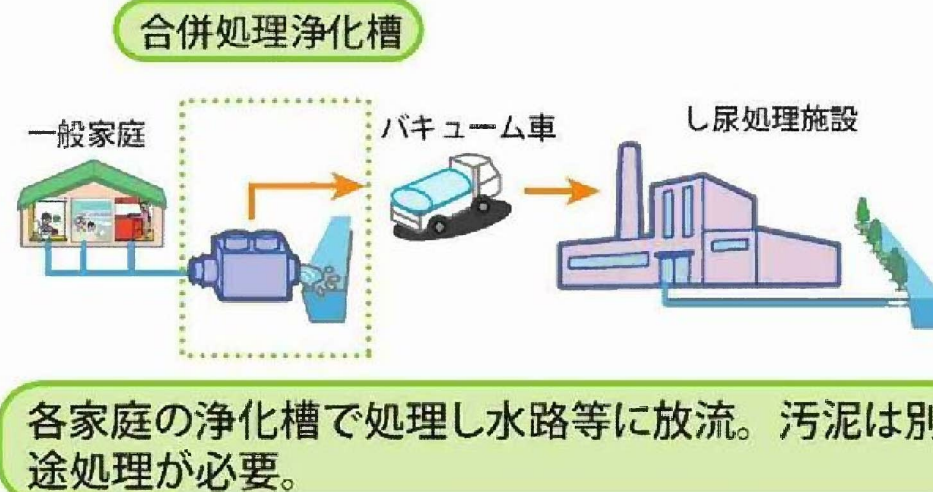 合併処理浄化槽
一般家庭
バキューム車
し尿処理施設
各家庭の浄化槽で処理し水路等に放流。汚泥は別
途処理が必要。